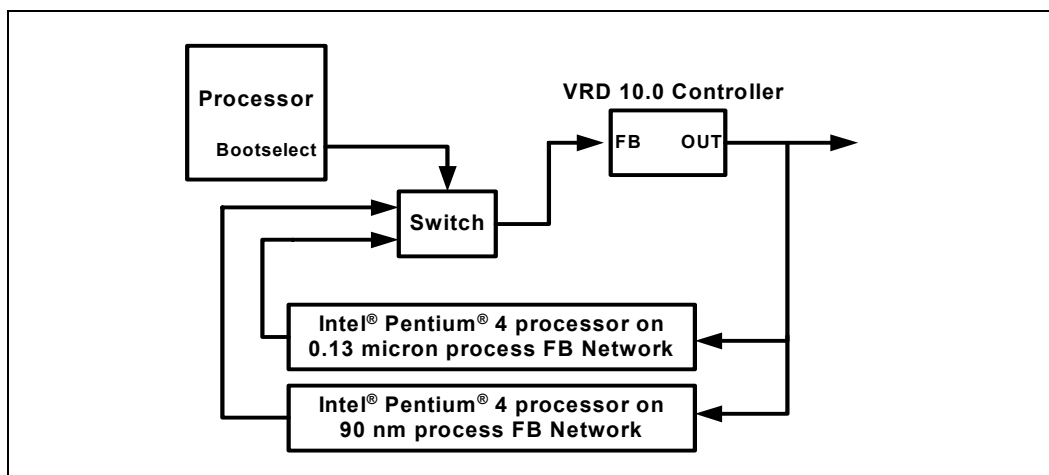 Processor
Bootselect
VRD 10.0 Controller
FB OUT
Switch
Intel® Pentium® 4 processor on
0.13 micron process FB Network
Intel® Pentium® 4 processor on
90 nm process FB Network